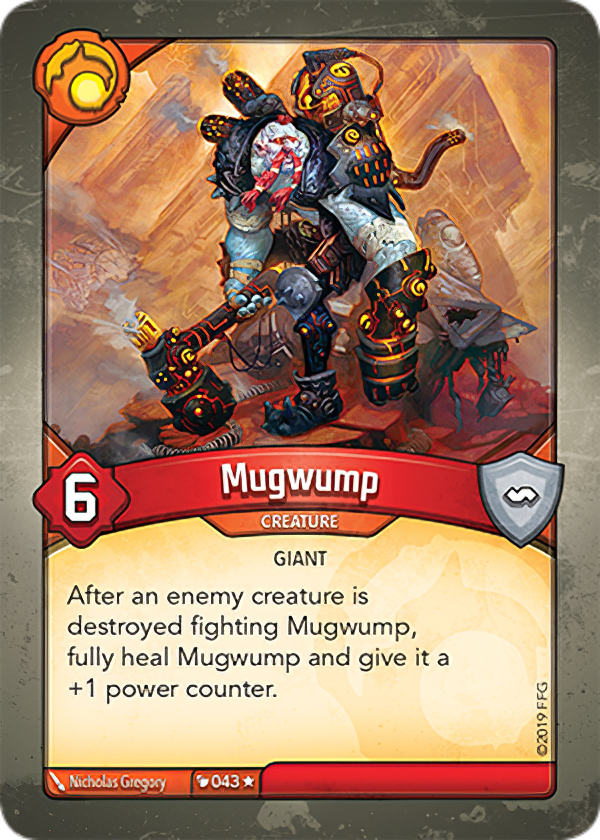 6
Mugwump
CREATURE
GIANT
After an enemy creature is
destroyed fighting Mugwump,
fully heal Mugwump and give it a
+1 power counter.
©2019 FFG
Nicholas Gregory
043